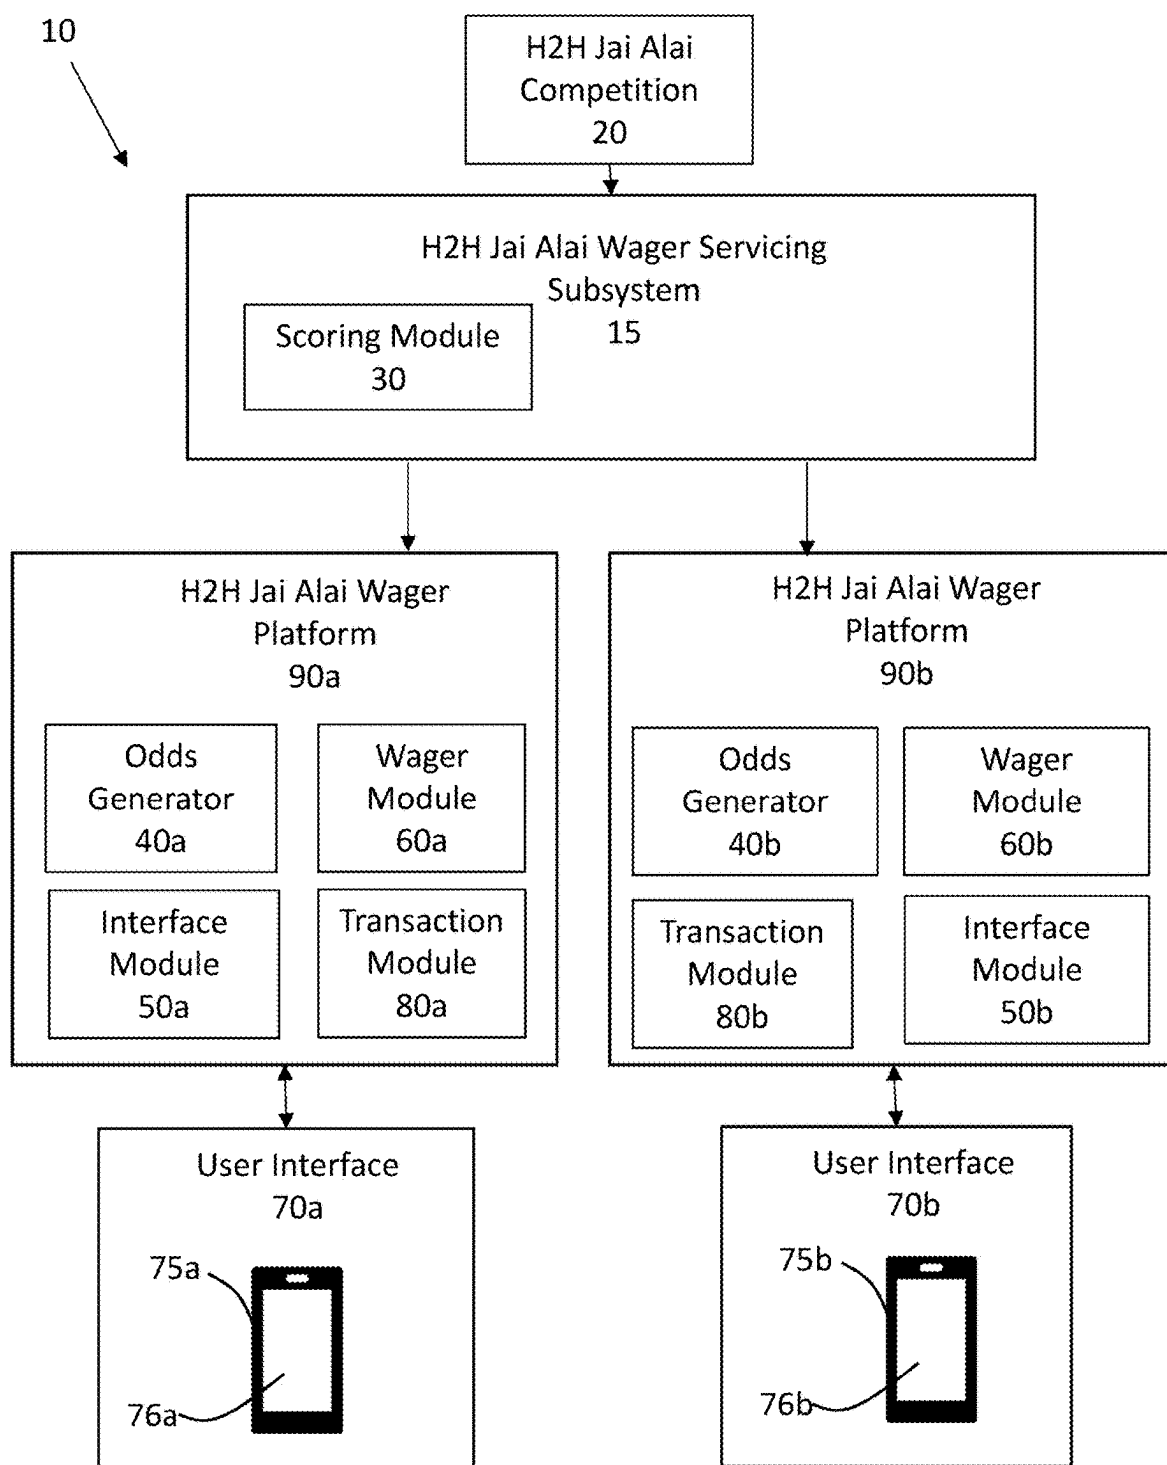 10
H2H Jai Alai
Competition
20
H2H Jai Alai Wager Servicing
Subsystem
15
Scoring Module
30
H2H Jai Alai Wager
Platform
90a
Odds
Generator
40a
Wager
Module
60a
Interface
Module
50a
Transaction
Module
80a
H2H Jai Alai Wager
Platform
90b
Odds
Generator
40b
Wager
Module
60b
Transaction
Module
80b
Interface
Module
50b
User Interface
70a
75a
76a
User Interface
70b
75b
76b